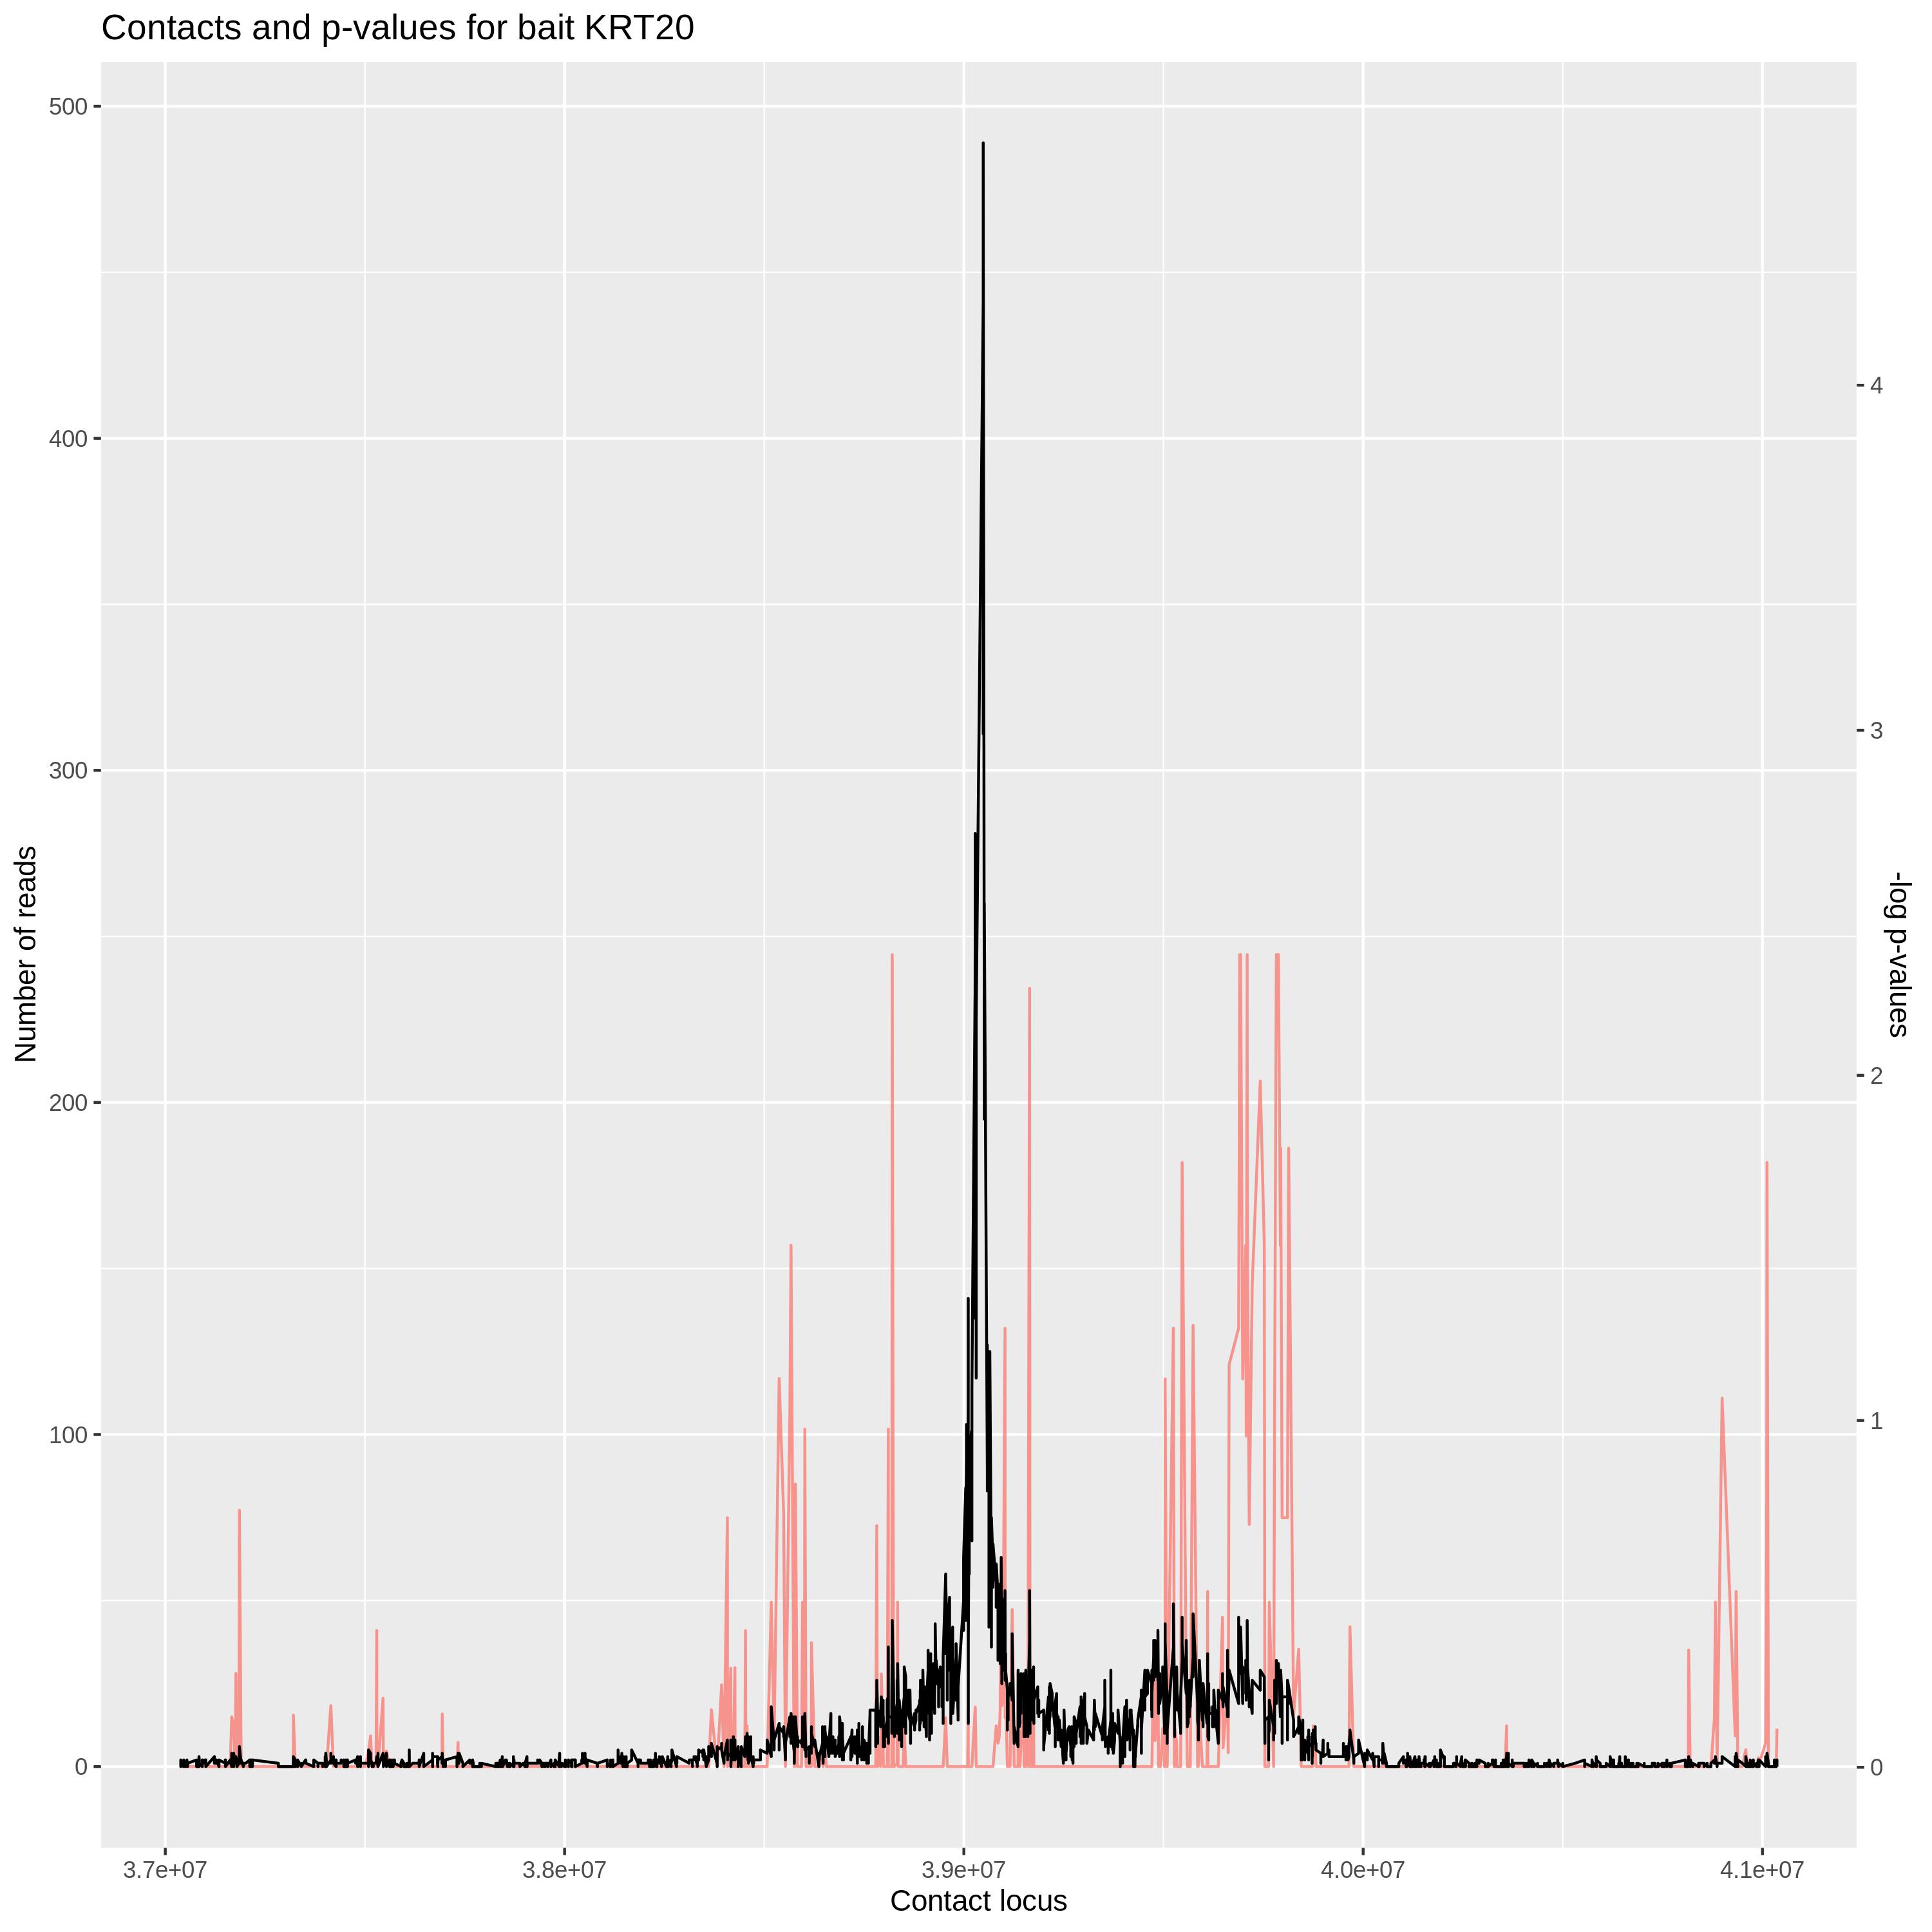 Contacts and p-values for bait KRT20
500
400
300
200
100
0
Number of reads
4
3
2
1
0
-log p-values
3.7e+07
3.8e+07
3.9e+07
4.0e+07
4.1e+07
Contact locus